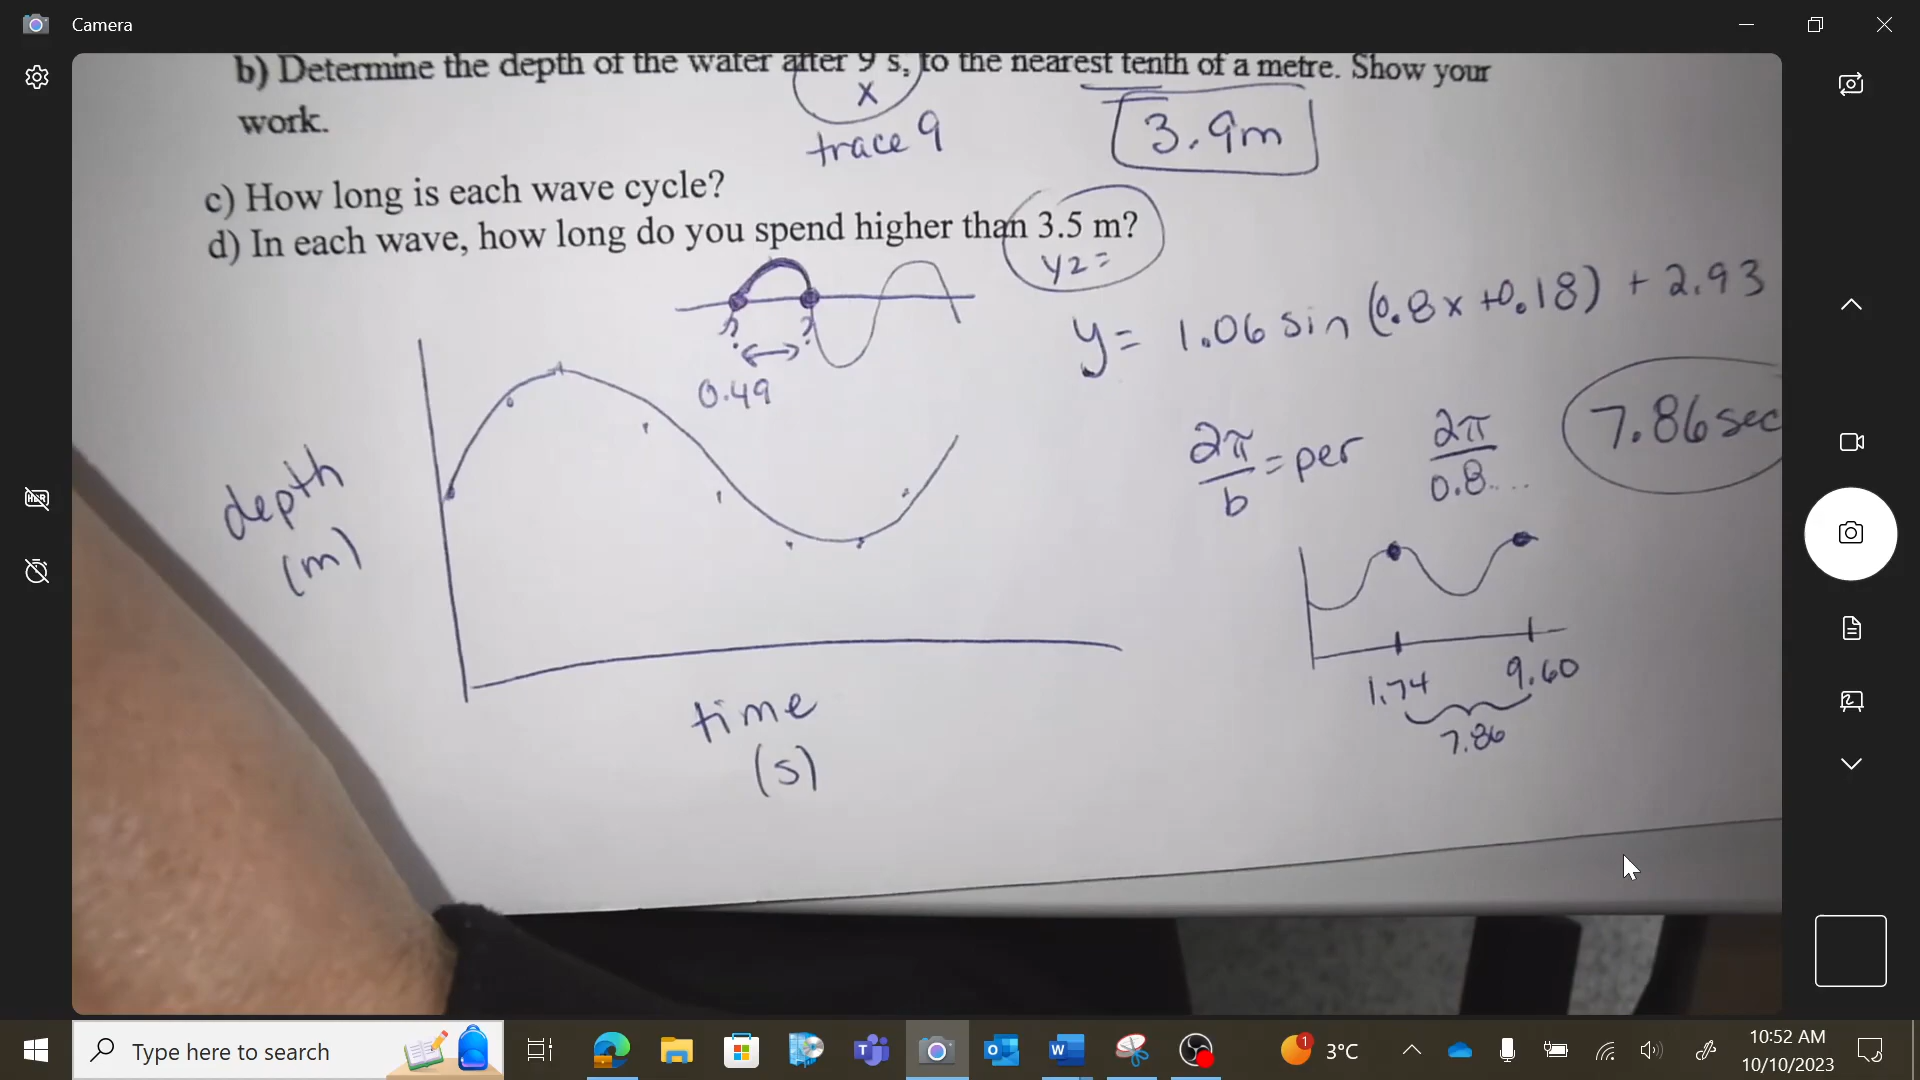 Camera
b) Determine the depth of the water after 9 s, to the nearest tenth of a metre. Show your
work.
x
trace 9
3.9m
c) How long is each wave cycle?
d) In each wave, how long do you spend higher than 3.5 m?
y2=
? ?
0.49
y = 1.06 sin (0.8x +0.18) + 2.93
2π/b = per 2π/0.8... 7.86 sec
depth
(m)
time
(s)
1.74 9.60
7.86
Type here to search
1
3°C
10:52 AM
10/10/2023